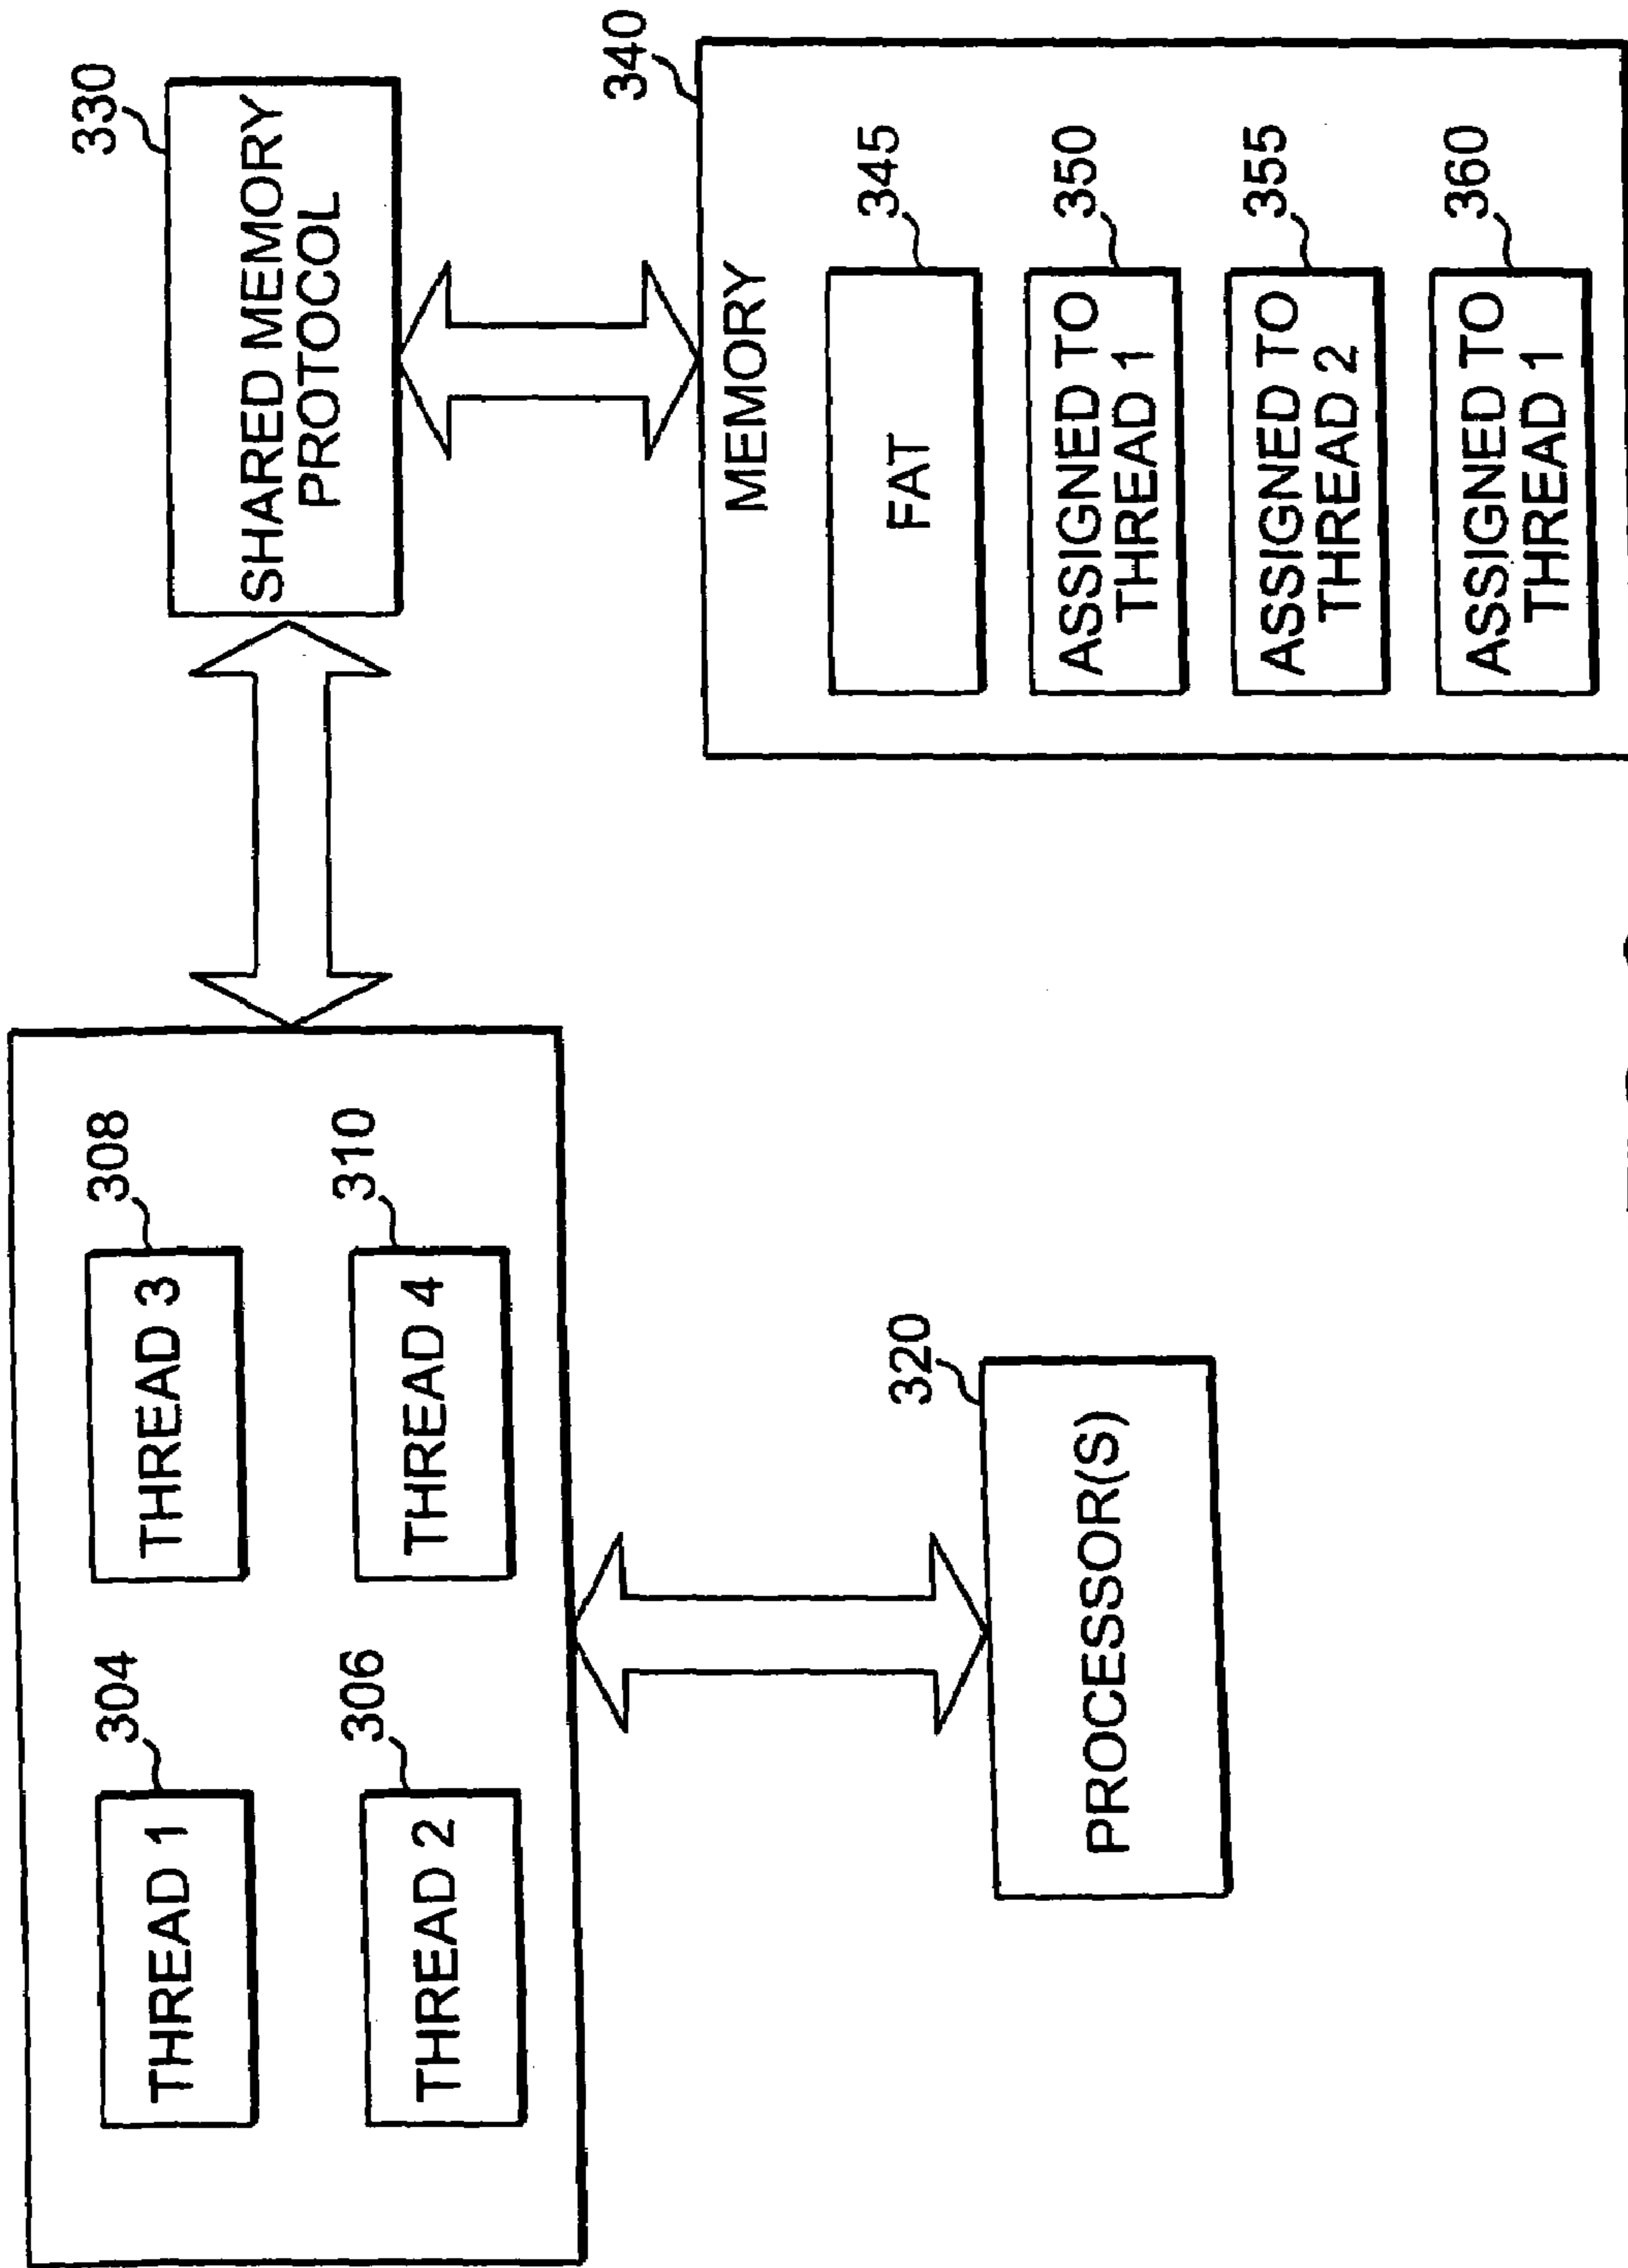 THREAD 1
304
THREAD 3
308
THREAD 2
306
THREAD 4
310
SHARED MEMORY
PROTOCOL
330
PROCESSOR(S)
320
340
MEMORY
FAT
345
ASSIGNED TO
THREAD 1
350
ASSIGNED TO
THREAD 2
355
ASSIGNED TO
THREAD 1
360